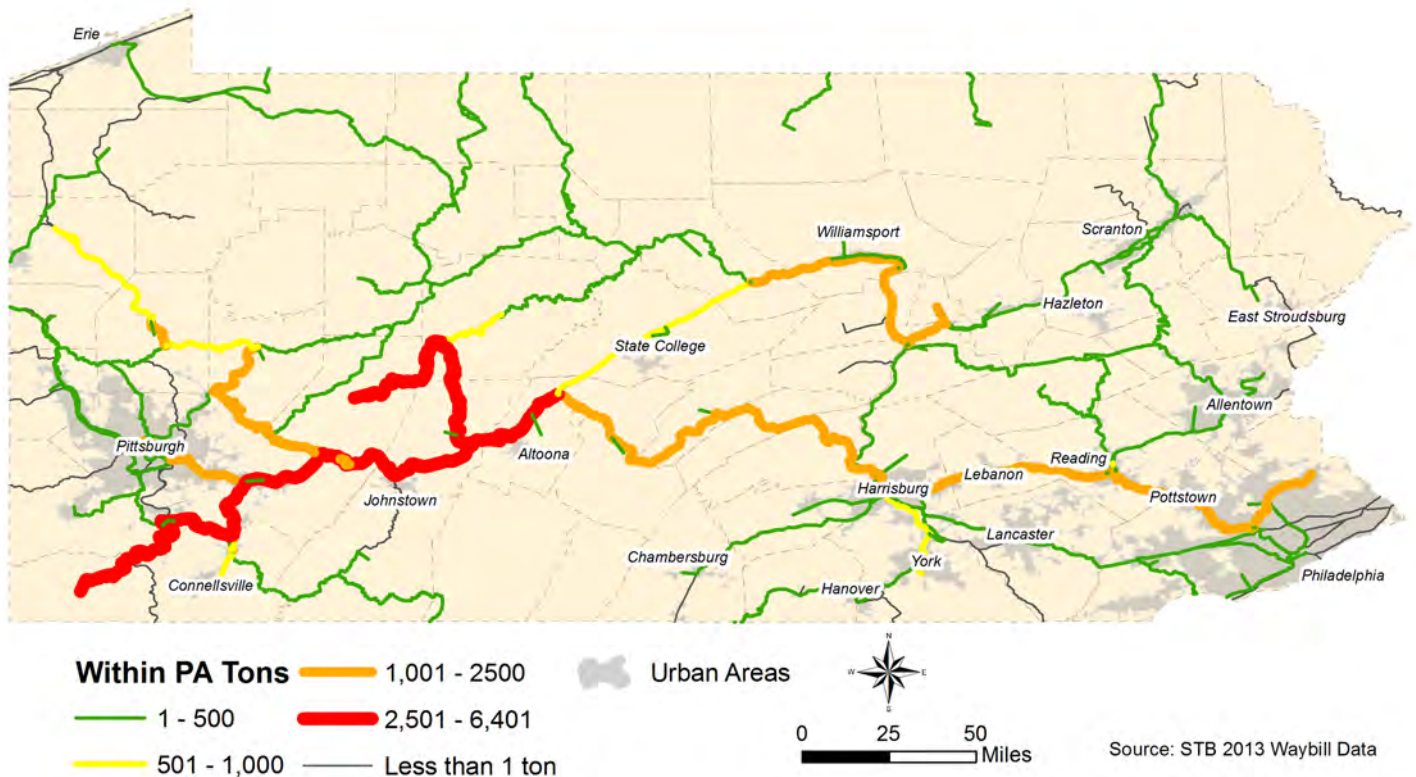 Erie
Williamsport
Scranton
Hazleton
East Stroudsburg
State College
Allentown
Pittsburgh
Altoona
Reading
Lebanon
Harrisburg
Pottstown
Johnstown
Lancaster
Chambersburg
York
Philadelphia
Connellsville
Hanover
Within PA Tons
1 - 500
501 - 1,000
1,001 - 2500
2,501 - 6,401
Less than 1 ton
Urban Areas
N
W E
S
0 25 50
Miles
Source: STB 2013 Waybill Data